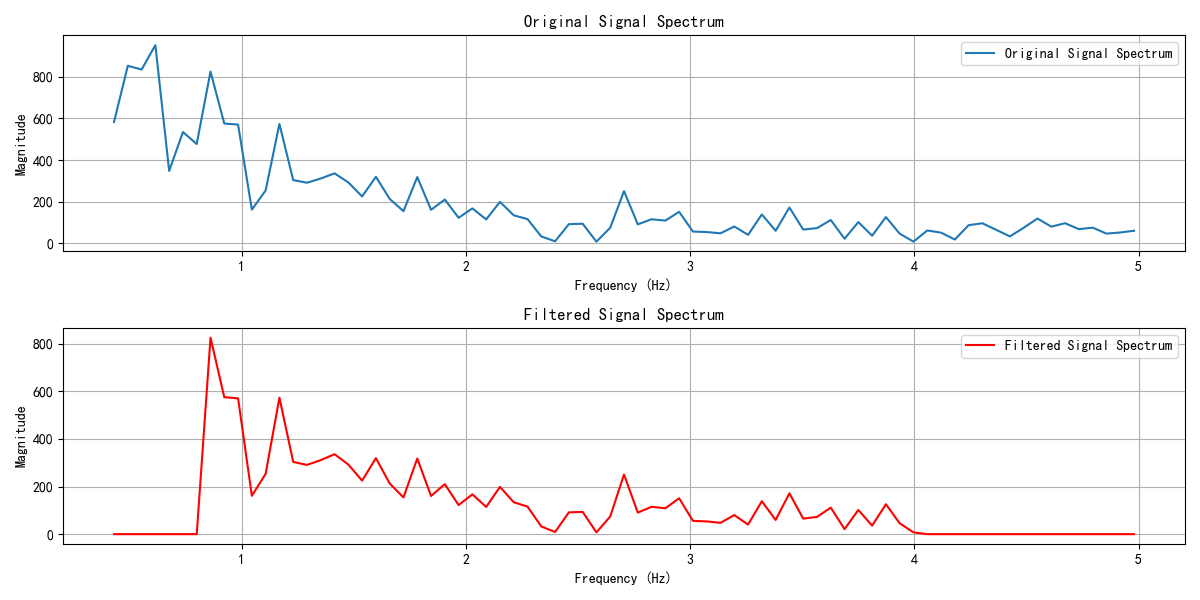 Original Signal Spectrum
Original Signal Spectrum
Magnitude
800
600
400
200
0
1 2 3 4 5
Frequency (Hz)
Filtered Signal Spectrum
Filtered Signal Spectrum
Magnitude
800
600
400
200
0
1 2 3 4 5
Frequency (Hz)